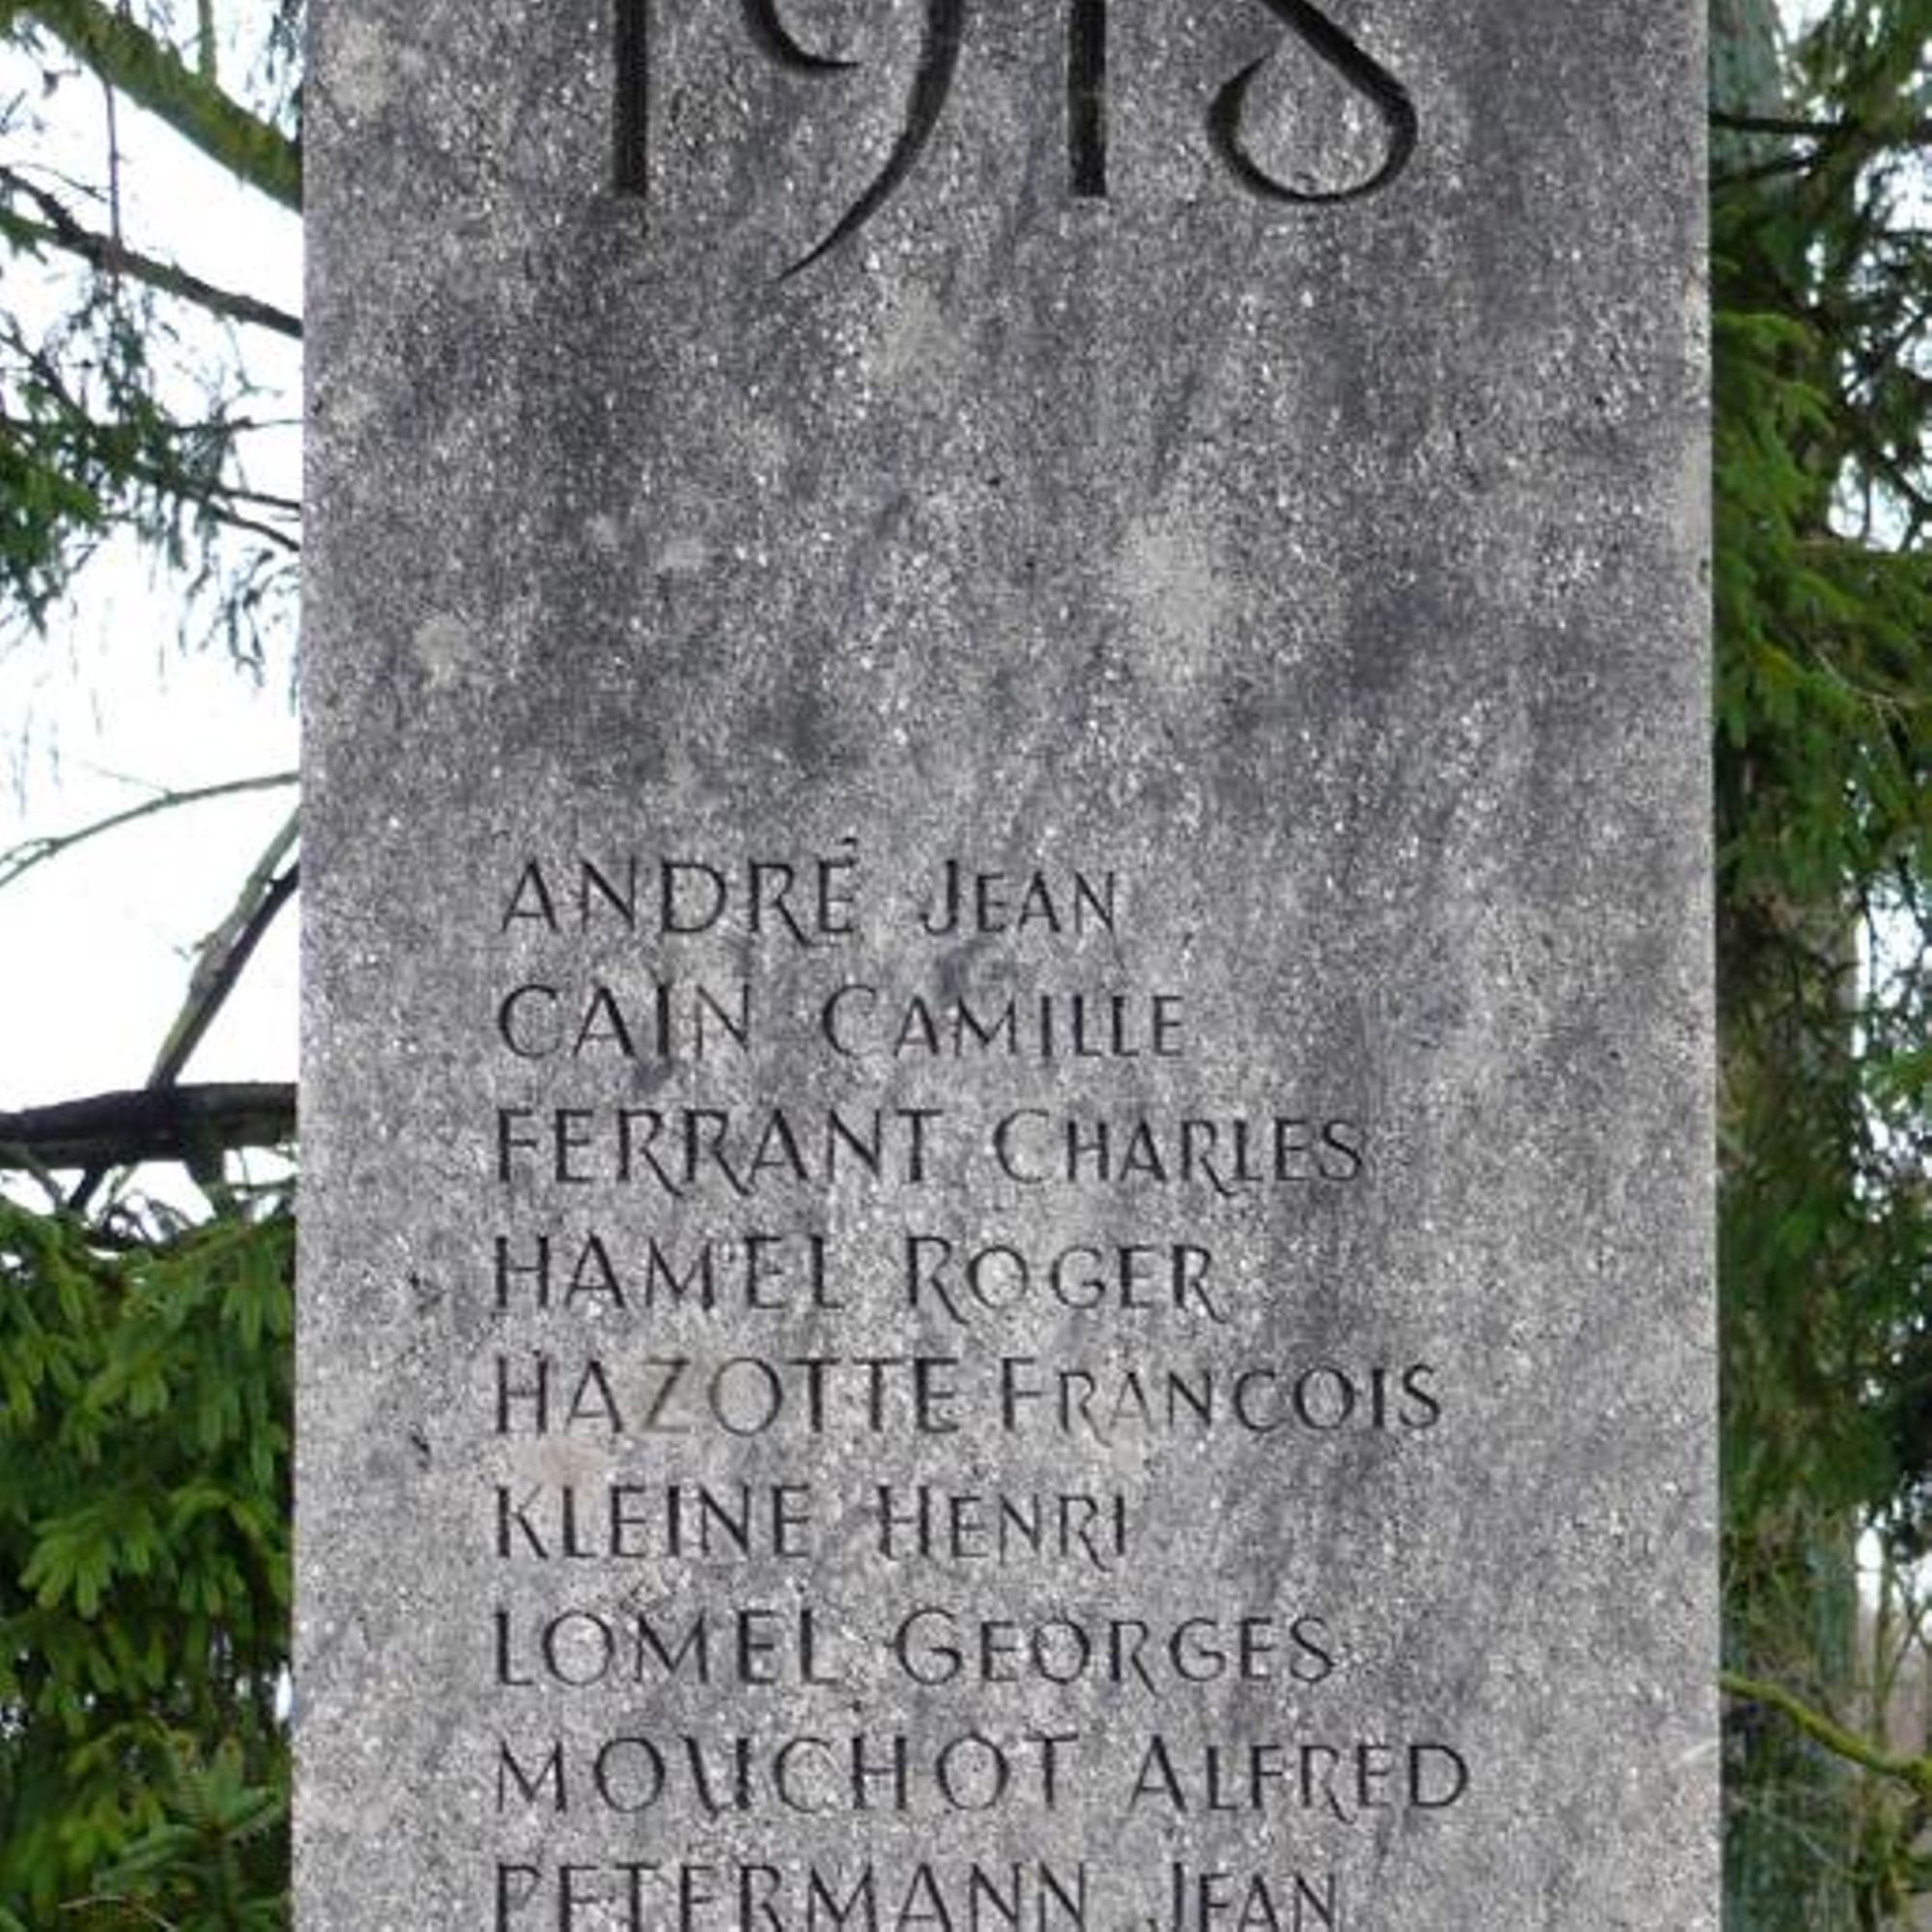 1918
ANDRÉ JEAN
CAIN CAMILLE
FERRANT CHARLES
HAMEL ROGER
HAZOTTE FRANCOIS
KLEINE HENRI
LOMEL GEORGES
MOUCHOT ALFRED
PETERMANN JEAN